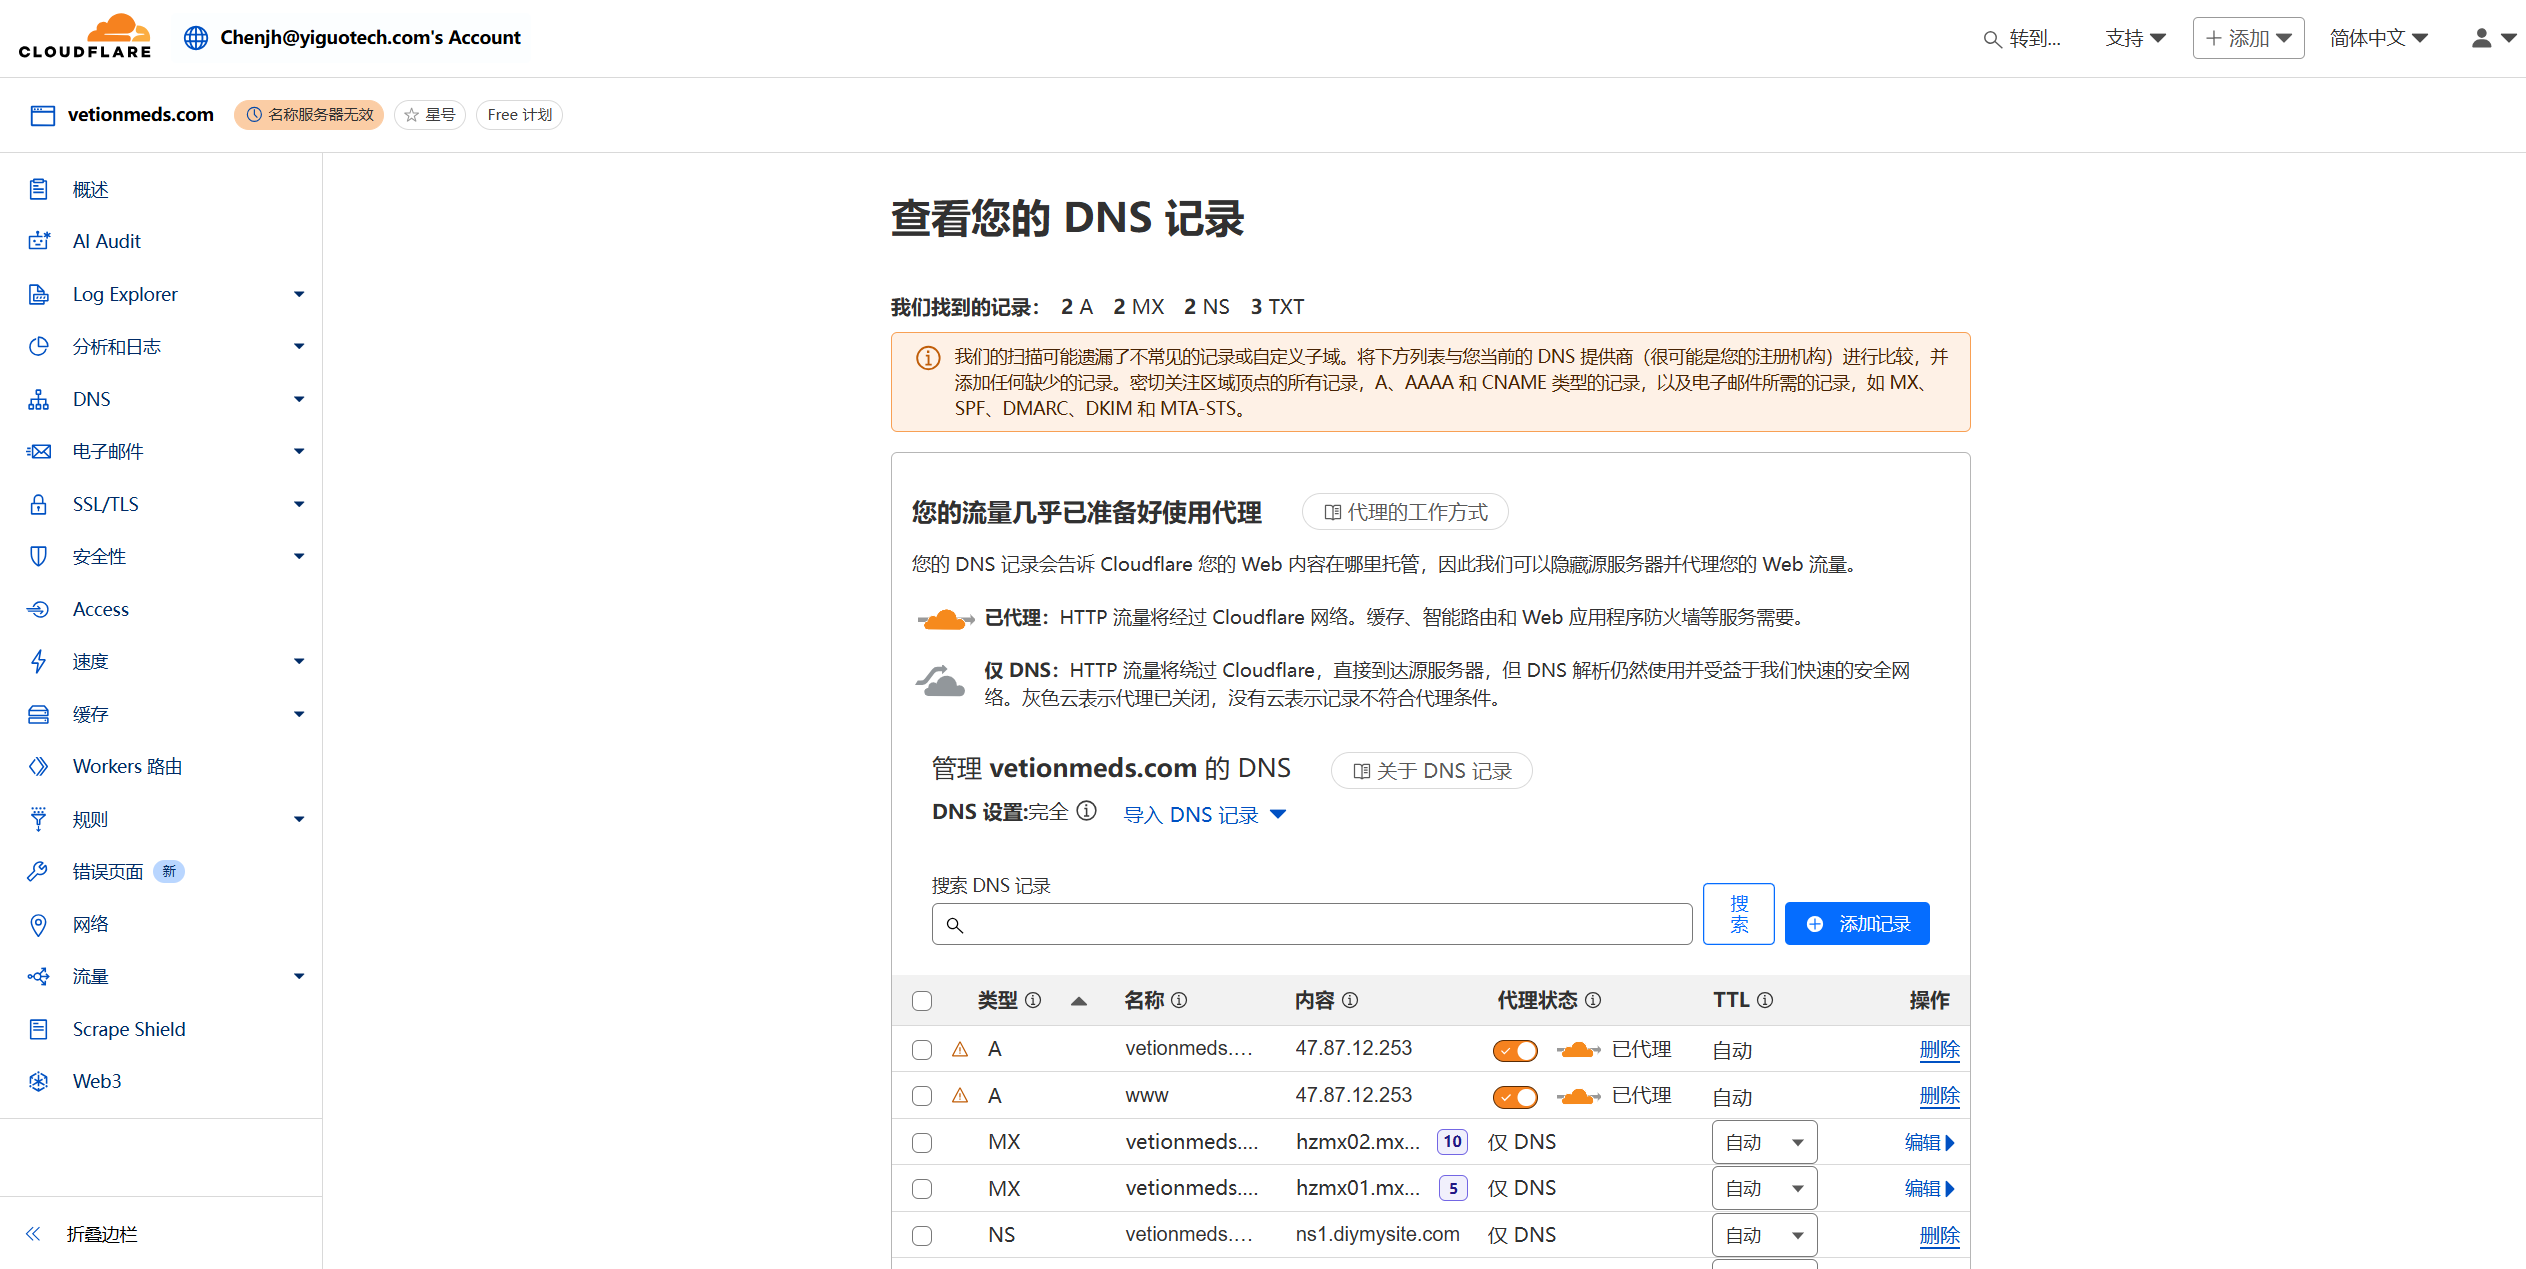 CLOUDFLARE
Chenjh@yiguotech.com's Account
转到...
支持
添加
简体中文
vetionmeds.com
名称服务器无效
星号
Free 计划
概述
AI Audit
Log Explorer
分析和日志
DNS
电子邮件
SSL/TLS
安全性
Access
速度
缓存
Workers 路由
规则
错误页面 新
网络
流量
Scrape Shield
Web3
折叠边栏
查看您的 DNS 记录
我们找到的记录： 2 A 2 MX 2 NS 3 TXT
我们的扫描可能遗漏了不常见的记录或自定义子域。将下方列表与您当前的 DNS 提供商（很可能是您的注册机构）进行比较，并
添加任何缺少的记录。密切关注区域顶点的所有记录，A、AAAA 和 CNAME 类型的记录，以及电子邮件所需的记录，如 MX、
SPF、DMARC、DKIM 和 MTA-STS。
您的流量几乎已准备好使用代理
代理的工作方式
您的 DNS 记录会告诉 Cloudflare 您的 Web 内容在哪里托管，因此我们可以隐藏源服务器并代理您的 Web 流量。
已代理：HTTP 流量将经过 Cloudflare 网络。缓存、智能路由和 Web 应用程序防火墙等服务需要。
仅 DNS：HTTP 流量将绕过 Cloudflare，直接到达源服务器，但 DNS 解析仍然使用并受益于我们快速的安全网
络。灰色云表示代理已关闭，没有云表示记录不符合代理条件。
管理 vetionmeds.com 的 DNS
关于 DNS 记录
DNS 设置:完全
导入 DNS 记录
搜索 DNS 记录
搜
索
添加记录
类型 名称 内容 代理状态 TTL 操作
A vetionmeds.... 47.87.12.253 已代理 自动 删除
A www 47.87.12.253 已代理 自动 删除
MX vetionmeds.... hzmx02.mx... 10 仅 DNS 自动 编辑
MX vetionmeds.... hzmx01.mx... 5 仅 DNS 自动 编辑
NS vetionmeds.... ns1.diymysite.com 仅 DNS 自动 删除